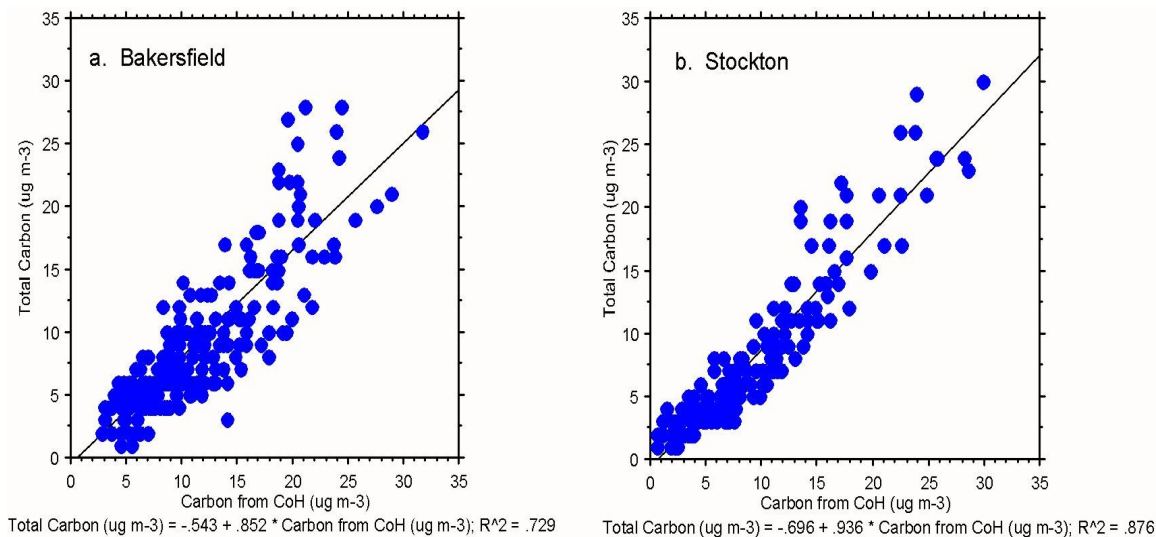 a. Bakersfield
Total Carbon (ug m-3)
35
30
25
20
15
10
5
0
0 5 10 15 20 25 30 35
Carbon from CoH (ug m-3)
Total Carbon (ug m-3) = -.543 + .852 * Carbon from CoH (ug m-3); R^2 = .729
b. Stockton
Total Carbon (ug m-3)
35
30
25
20
15
10
5
0
0 5 10 15 20 25 30 35
Carbon from CoH (ug m-3)
Total Carbon (ug m-3) = -.696 + .936 * Carbon from CoH (ug m-3); R^2 = .876